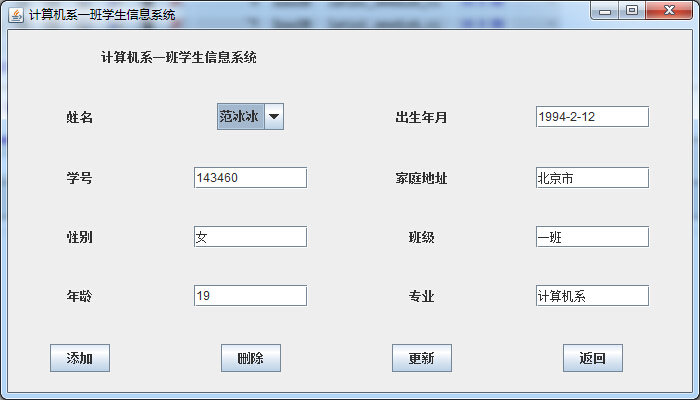 计算机系一班学生信息系统
计算机系一班学生信息系统
姓名 范冰冰 出生年月 1994-2-12
学号 143460 家庭地址 北京市
性别 女 班级 一班
年龄 19 专业 计算机系
添加 删除 更新 返回